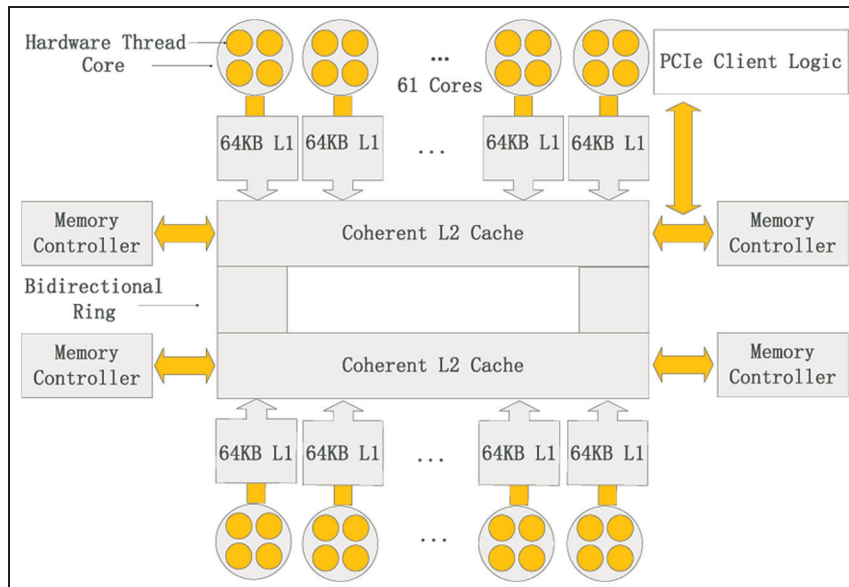 Hardware Thread
Core
...
61 Cores
PCIe Client Logic
64KB L1
64KB L1
...
64KB L1
64KB L1
Memory
Controller
Coherent L2 Cache
Memory
Controller
Bidirectional
Ring
Memory
Controller
Coherent L2 Cache
Memory
Controller
64KB L1
64KB L1
...
64KB L1
64KB L1
...